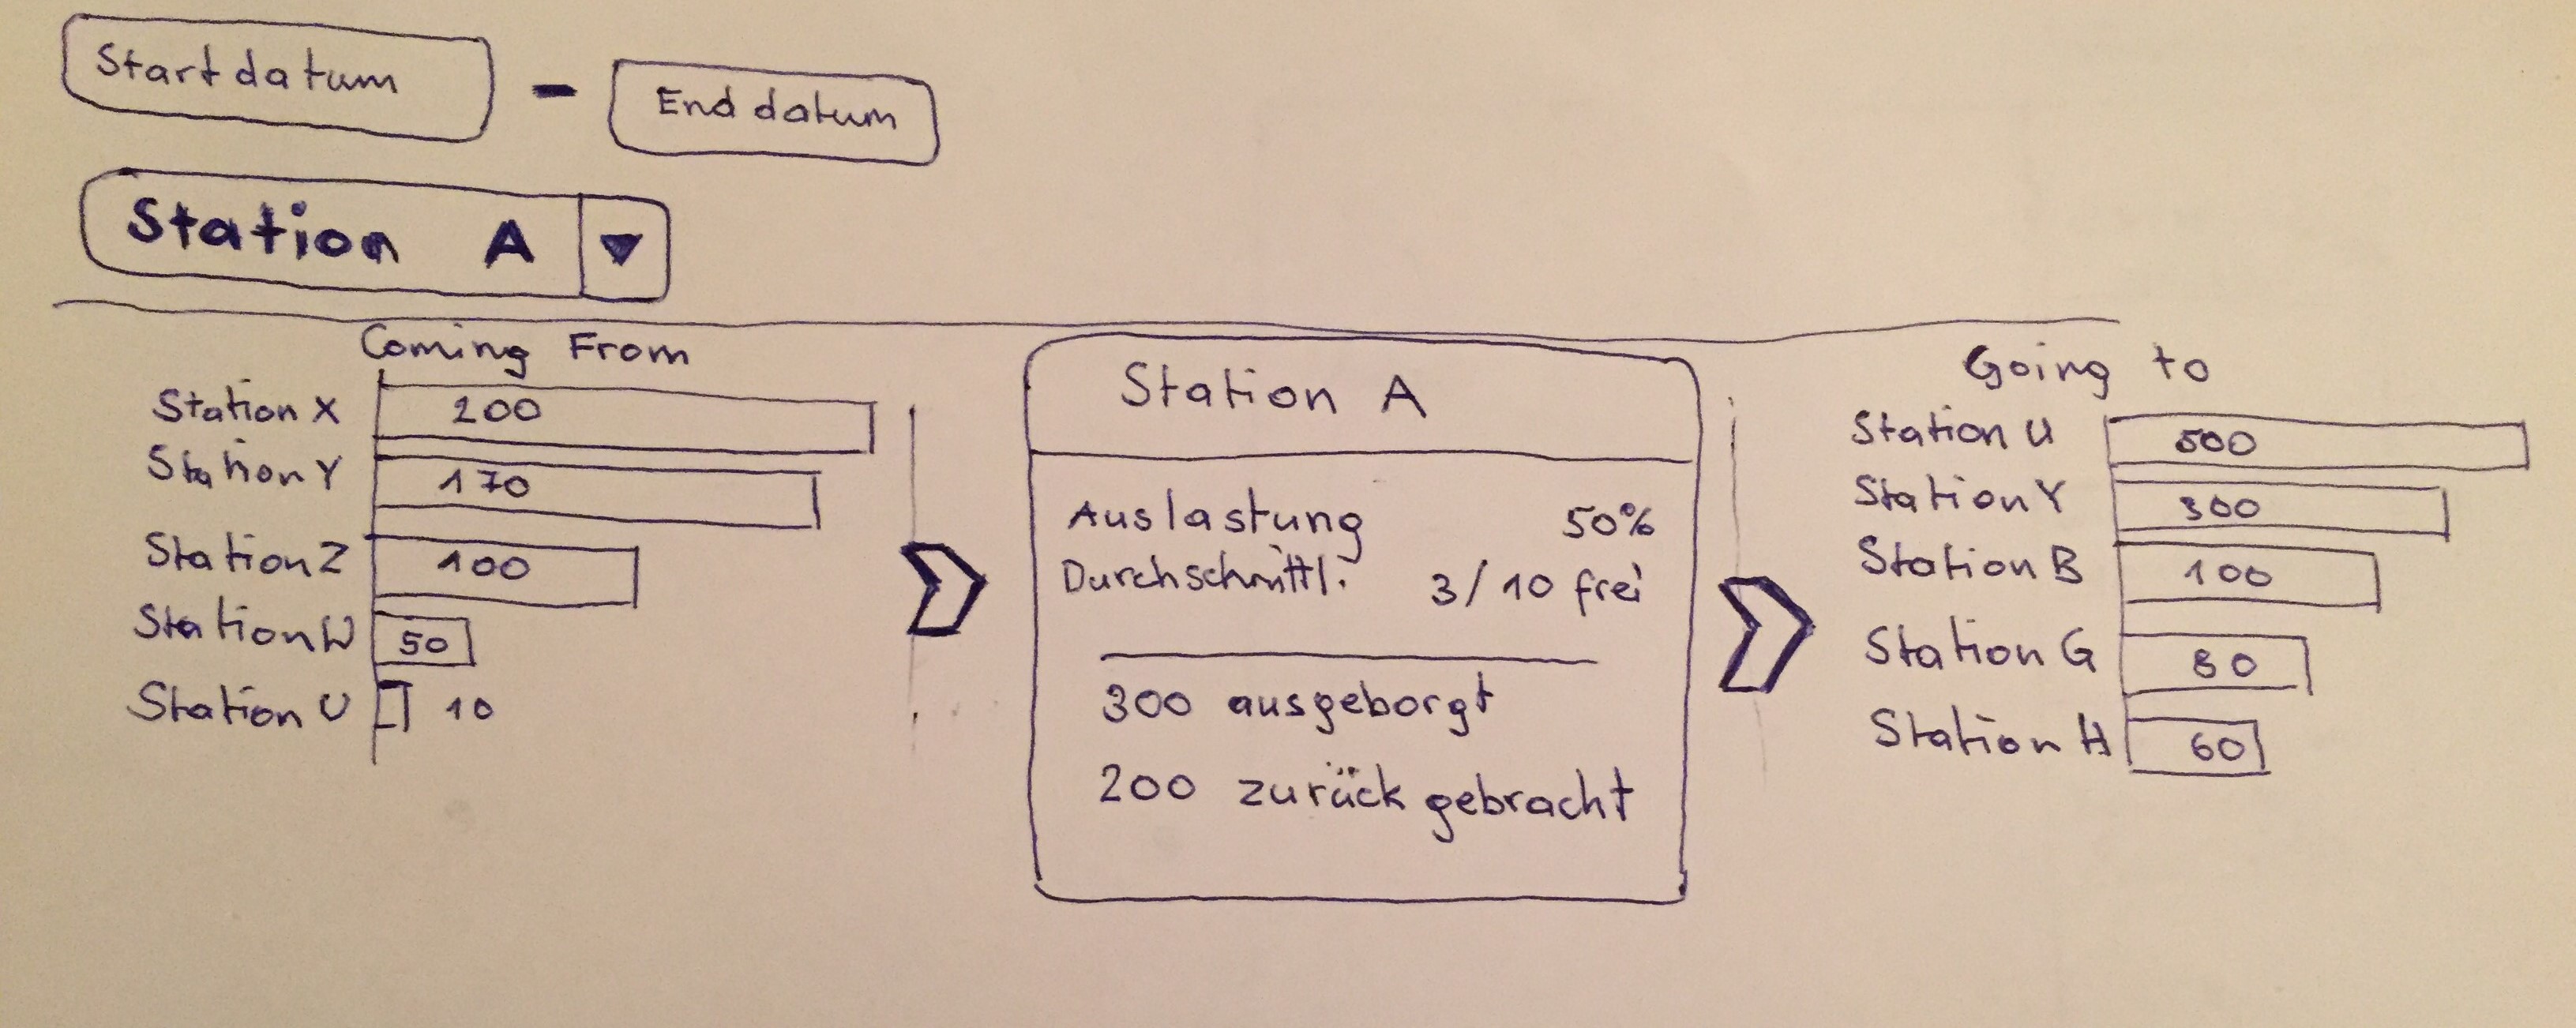 Startdatum - Enddatum
Station A
Coming From
Station X 200
Station Y 170
Station Z 100
Station W 50
Station U 10
Station A
Auslastung 50%
Durchschnittl. 3/10 frei
300 ausgeborgt
200 zurück gebracht
Going to
Station U 500
Station Y 300
Station B 100
Station G 80
Station H 60